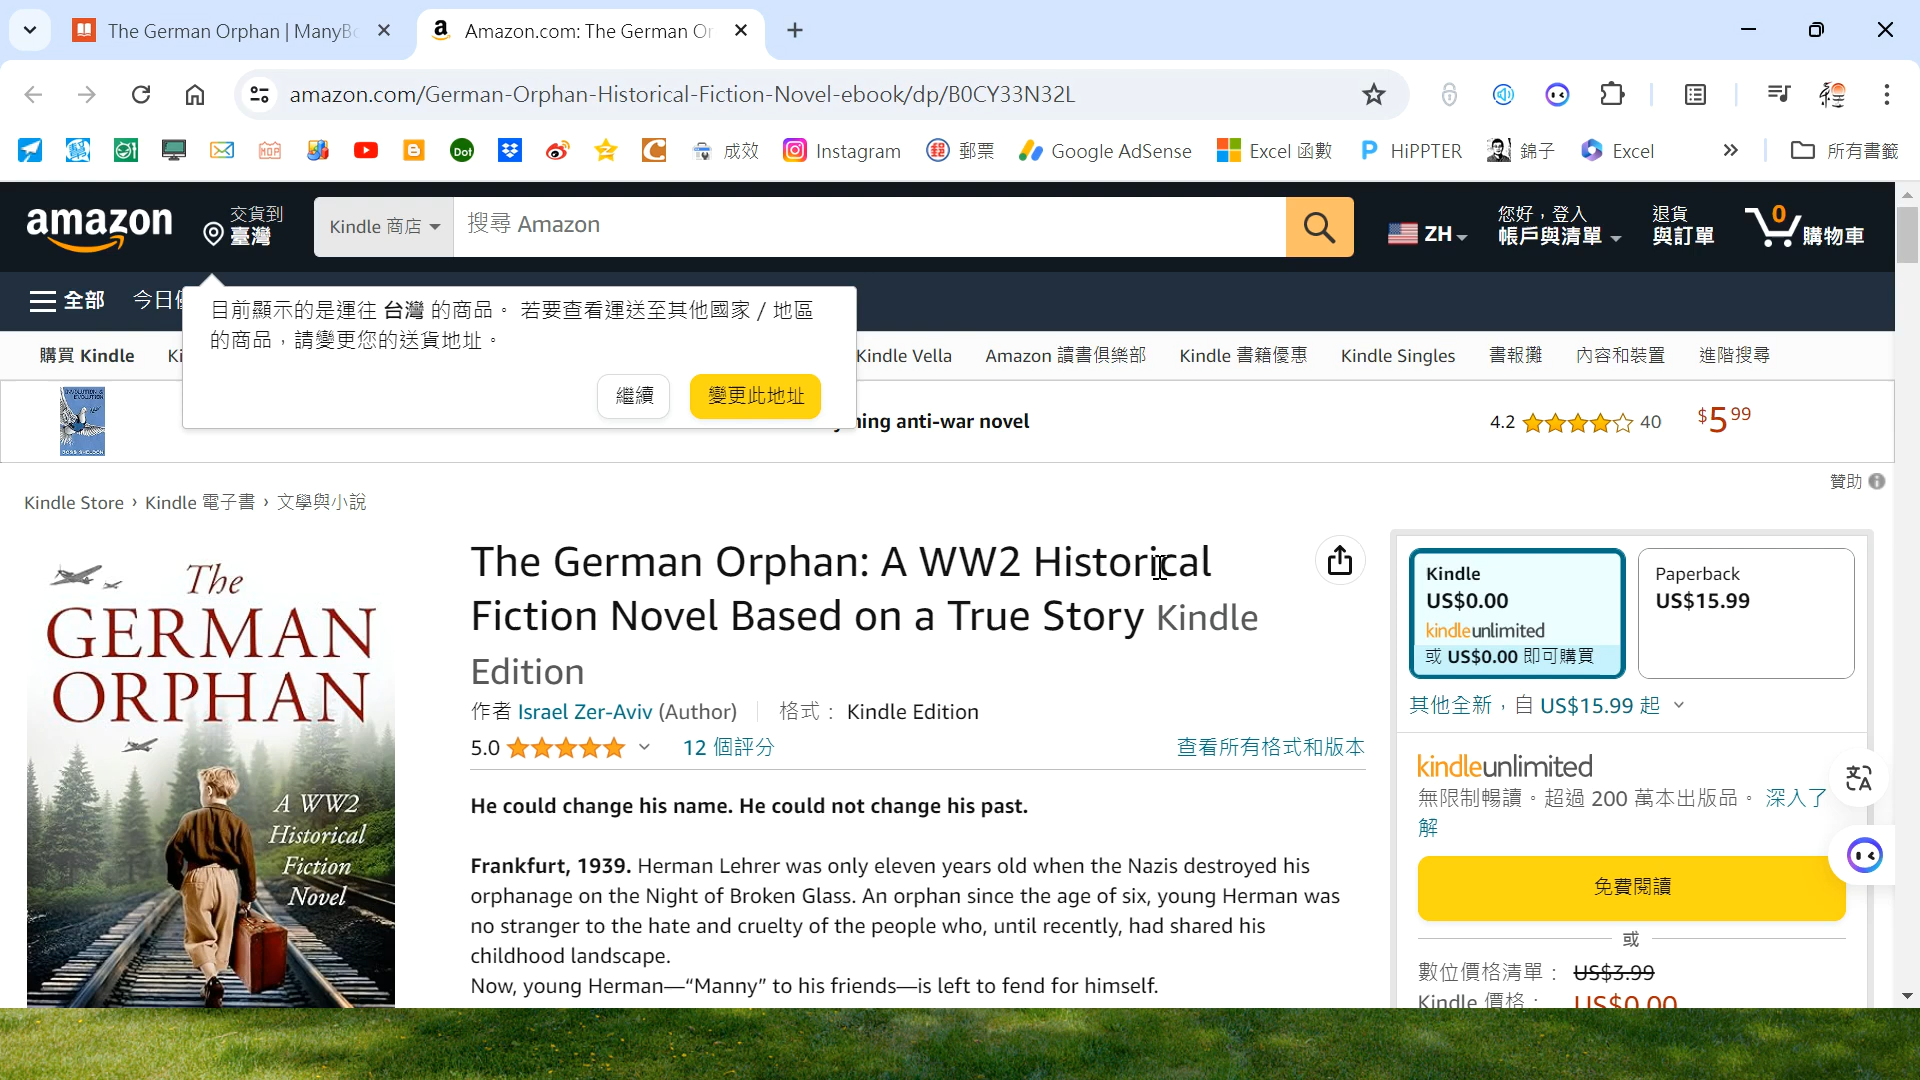 The German Orphan | ManyB
Amazon.com: The German Or
amazon.com/German-Orphan-Historical-Fiction-Novel-ebook/dp/B0CY33N32L
成效
Instagram
郵票
Google AdSense
Excel 函數
HiPPTER
錦子
Excel
所有書籤
amazon
交貨到
臺灣
Kindle 商店
搜尋 Amazon
ZH
您好，登入
帳戶與清單
退貨
與訂單
0
購物車
全部
今日
目前顯示的是運往 台灣 的商品。 若要查看運送至其他國家 / 地區
的商品，請變更您的送貨地址。
繼續
變更此地址
購買 Kindle
Ki
Kindle Vella
Amazon 讀書俱樂部
Kindle 書籍優惠
Kindle Singles
書報攤
內容和裝置
進階搜尋
hing anti-war novel
4.2
40
$5 99
贊助
Kindle Store › Kindle 電子書 › 文學與小說
The
GERMAN
ORPHAN
A WW2
Historical
Fiction
Novel
The German Orphan: A WW2 Historical
Fiction Novel Based on a True Story Kindle
Edition
作者 Israel Zer-Aviv (Author)
格式： Kindle Edition
5.0
12 個評分
查看所有格式和版本
He could change his name. He could not change his past.
Frankfurt, 1939. Herman Lehrer was only eleven years old when the Nazis destroyed his
orphanage on the Night of Broken Glass. An orphan since the age of six, young Herman was
no stranger to the hate and cruelty of the people who, until recently, had shared his
childhood landscape.
Now, young Herman—“Manny” to his friends—is left to fend for himself.
Kindle
US$0.00
kindleunlimited
或 US$0.00 即可購買
Paperback
US$15.99
其他全新，自 US$15.99 起
kindleunlimited
無限制暢讀。超過 200 萬本出版品。 深入了
解
免費閱讀
或
數位價格清單： US$3.99
Kindle 價格： US$0.00